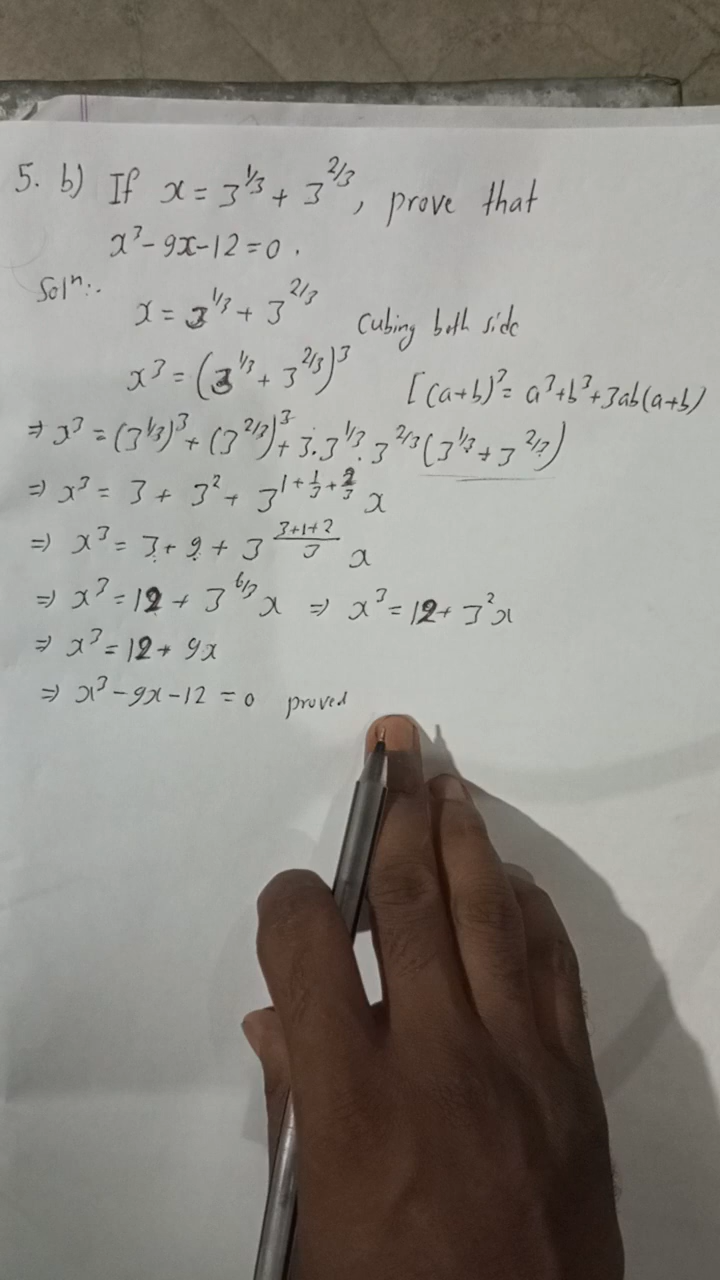 5. b) If x = 3^1/3 + 3^2/3, prove that
x³ - 9x - 12 = 0.
Solⁿ:.
x = 3^1/3 + 3^2/3 Cubing both side
x³ = (3^1/3 + 3^2/3)³ [(a+b)³ = a³+b³+3ab(a+b)
⇒ x³ = (3^1/3)³ + (3^2/3)³ + 3.3^1/3.3^2/3 (3^1/3 + 3^2/3)
⇒ x³ = 3 + 3² + 3^(1+1/3+2/3) x
⇒ x³ = 3 + 9 + 3^((3+1+2)/3) x
⇒ x³ = 12 + 3^6/3 x ⇒ x³ = 12 + 3²x
⇒ x³ = 12 + 9x
⇒ x³ - 9x - 12 = 0 proved